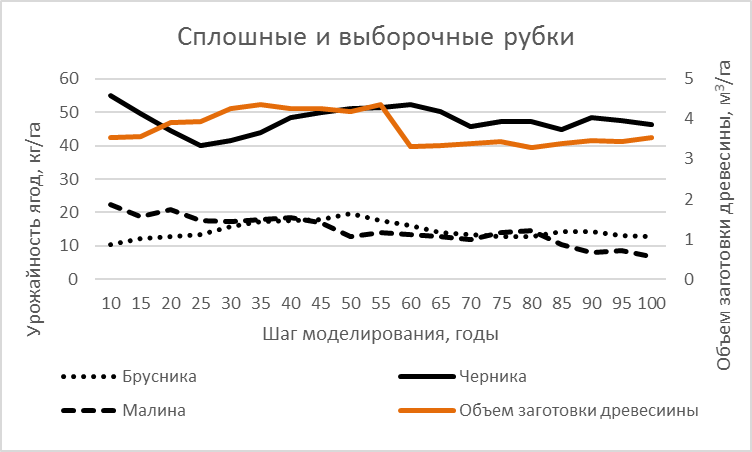 Сплошные и выборочные рубки
Урожайность ягод, кг/га
60
50
40
30
20
10
0
5
4
3
2
1
0
Объем заготовки древесины, м³/га
10 15 20 25 30 35 40 45 50 55 60 65 70 75 80 85 90 95 100
Шаг моделирования, годы
Брусника
Черника
Малина
Объем заготовки древесиины